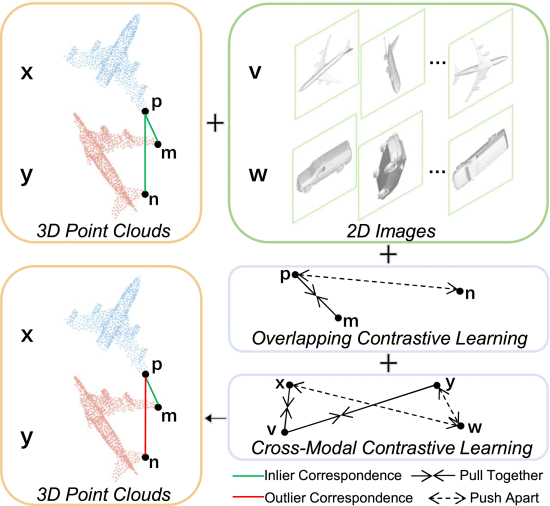 x
p
m
y
n
3D Point Clouds
+
v
...
w
...
2D Images
+
p
n
m
Overlapping Contrastive Learning
+
x
y
v
w
Cross-Modal Contrastive Learning
x
p
m
y
n
3D Point Clouds
Inlier Correspondence
Pull Together
Outlier Correspondence
Push Apart